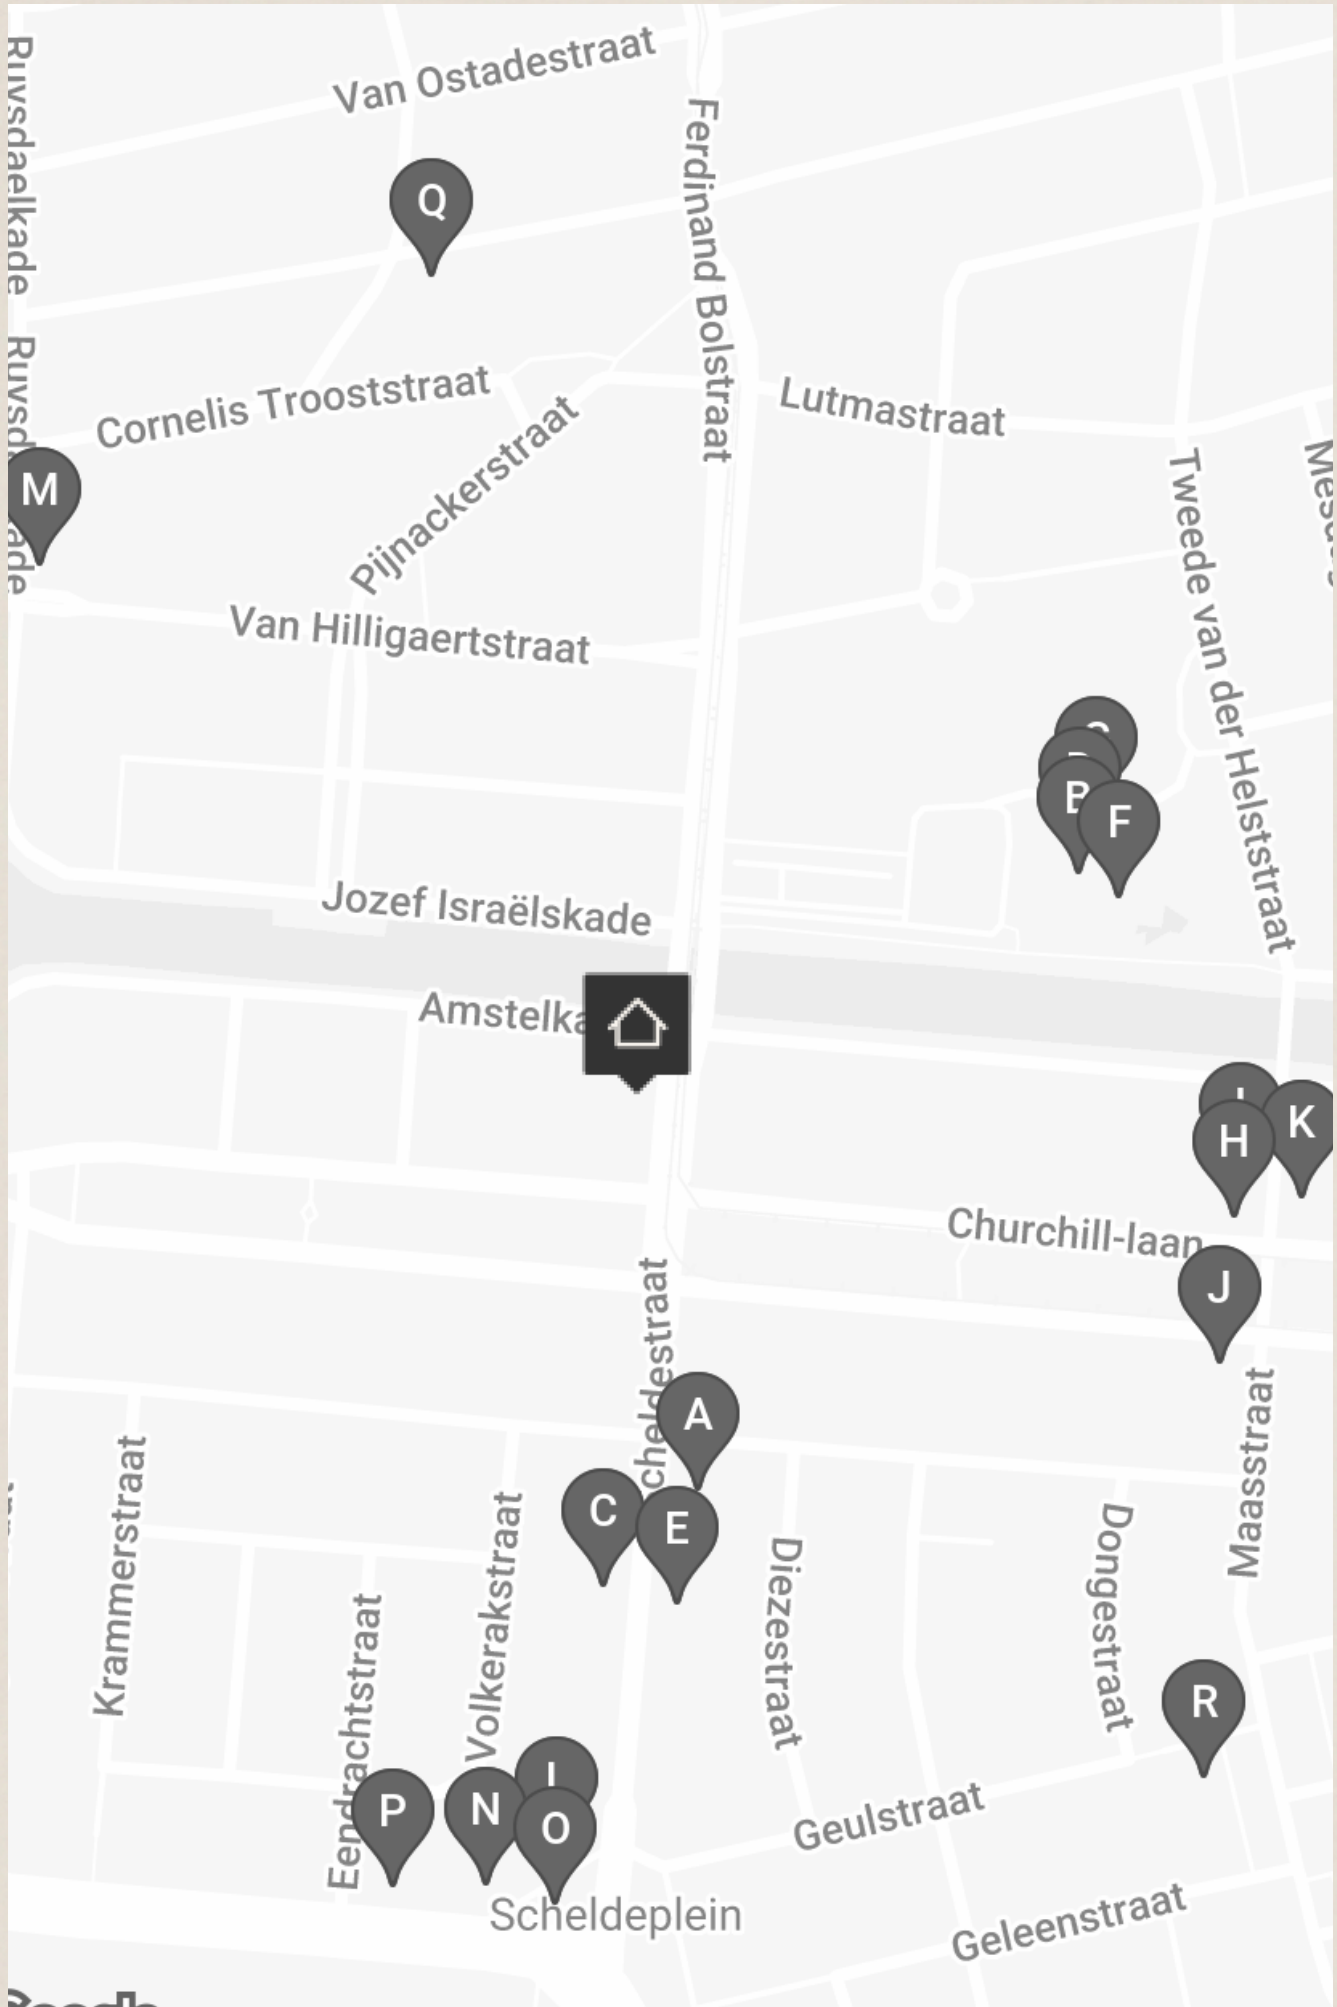 Van Ostadestraat
Ruysdaelkade
Ferdinand Bolstraat
Q
Cornelis Trooststraat
Lutmastraat
Pijnackerstraat
M
Tweede van der Helststraat
Van Hilligaertstraat
B
F
Jozef Israëlskade
K
H
Churchill-laan
J
A
C
E
Maasstraat
Krammerstraat
Volkerakstraat
Diezestraat
Dongestraat
Eendrachtstraat
R
P
N
O
Geulstraat
Scheldeplein
Geleenstraat